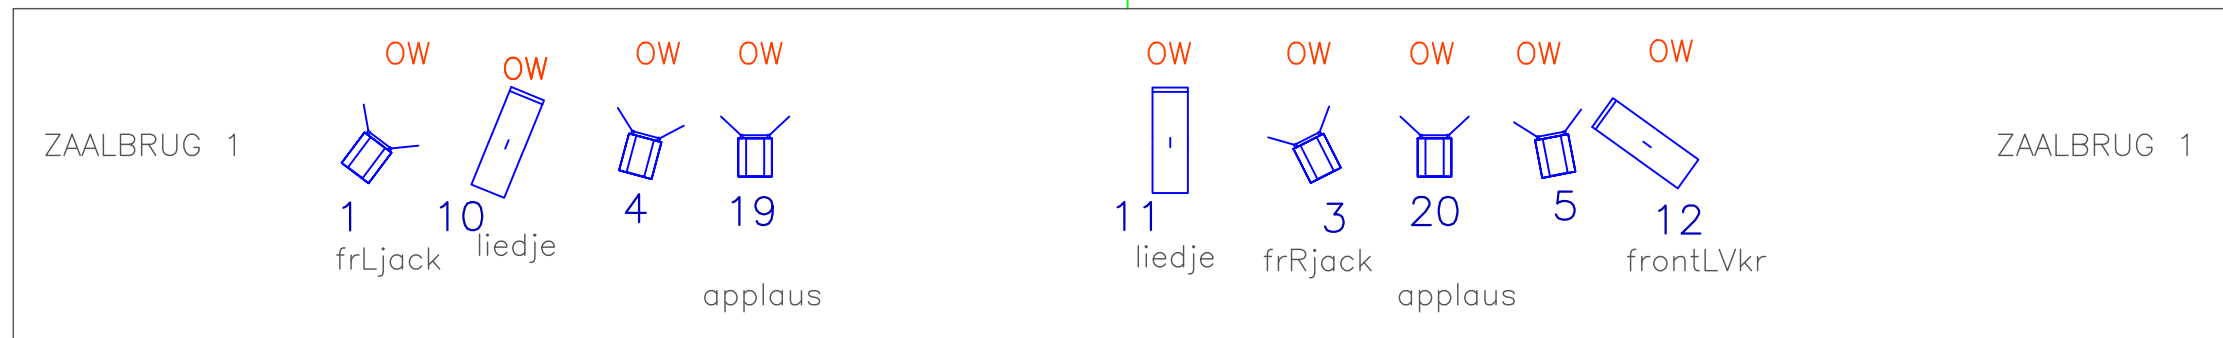 OW OW OW OW OW OW OW OW OW
ZAALBRUG 1 ZAALBRUG 1
1 10 4 19 11 3 20 5 12
frLjack liedje liedje frRjack frontLVkr
applaus applaus